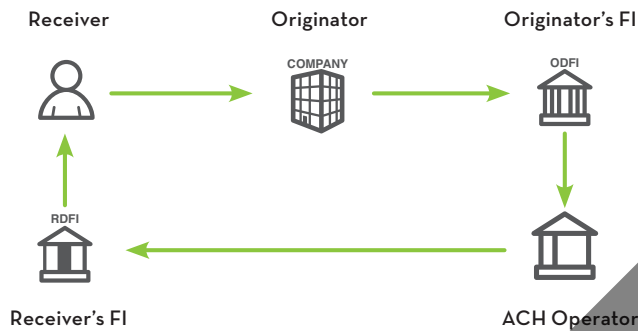 Receiver
Originator
Originator's FI
COMPANY
ODFI
RDFI
Receiver's FI
ACH Operator